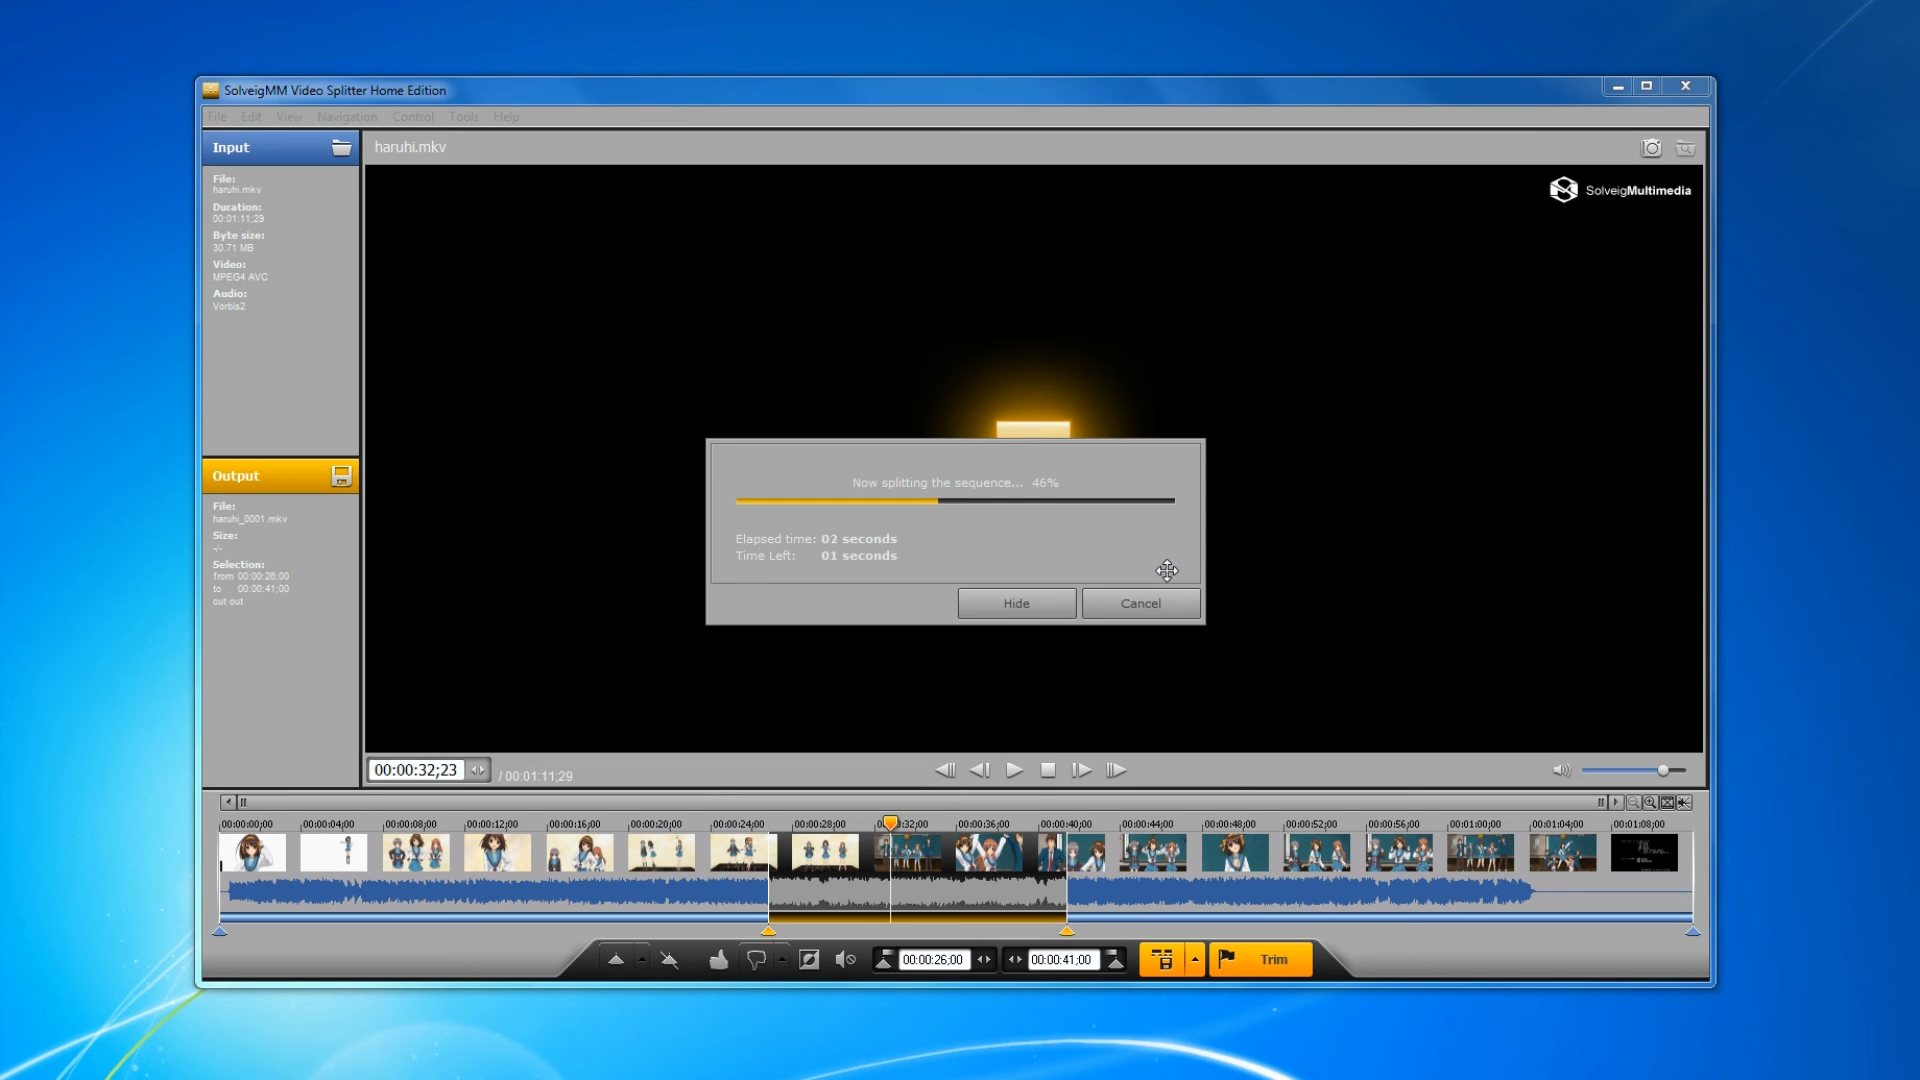 SolveigMM Video Splitter Home Edition
File Edit View Navigation Control Tools Help
Input
haruhi.mkv
SolveigMultimedia
File:
haruhi.mkv
Duration:
00:01:11;29
Byte size:
30.71 MB
Video:
MPEG4 AVC
Audio:
Vorbis2
Now splitting the sequence... 46%
Elapsed time: 02 seconds
Time Left: 01 seconds
Hide Cancel
Output
File:
haruhi_0001.mkv
Size:
-/-
Selection:
from 00:00:26;00
to 00:00:41;00
cut out
00:00:32;23 / 00:01:11;29
00:00:00;00 00:00:04;00 00:00:08;00 00:00:12;00 00:00:16;00 00:00:20;00 00:00:24;00 00:00:28;00 00:00:36;00 00:00:40;00 00:00:44;00 00:00:48;00 00:00:52;00 00:00:56;00 00:01:00;00 00:01:04;00 00:01:08;00
00:00:26;00 00:00:41;00 Trim